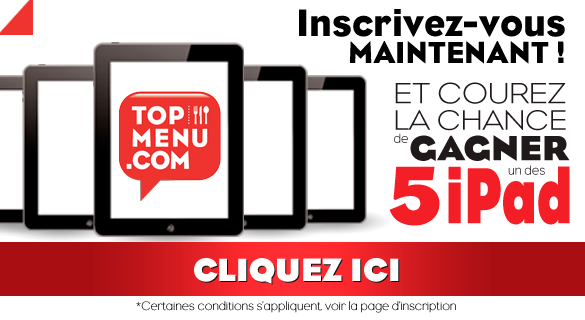 Inscrivez-vous
MAINTENANT !
ET COUREZ
LA CHANCE
de GAGNER
un des
5 iPad
TOP
MENU
.COM
CLIQUEZ ICI
*Certaines conditions s'appliquent, voir la page d'inscription